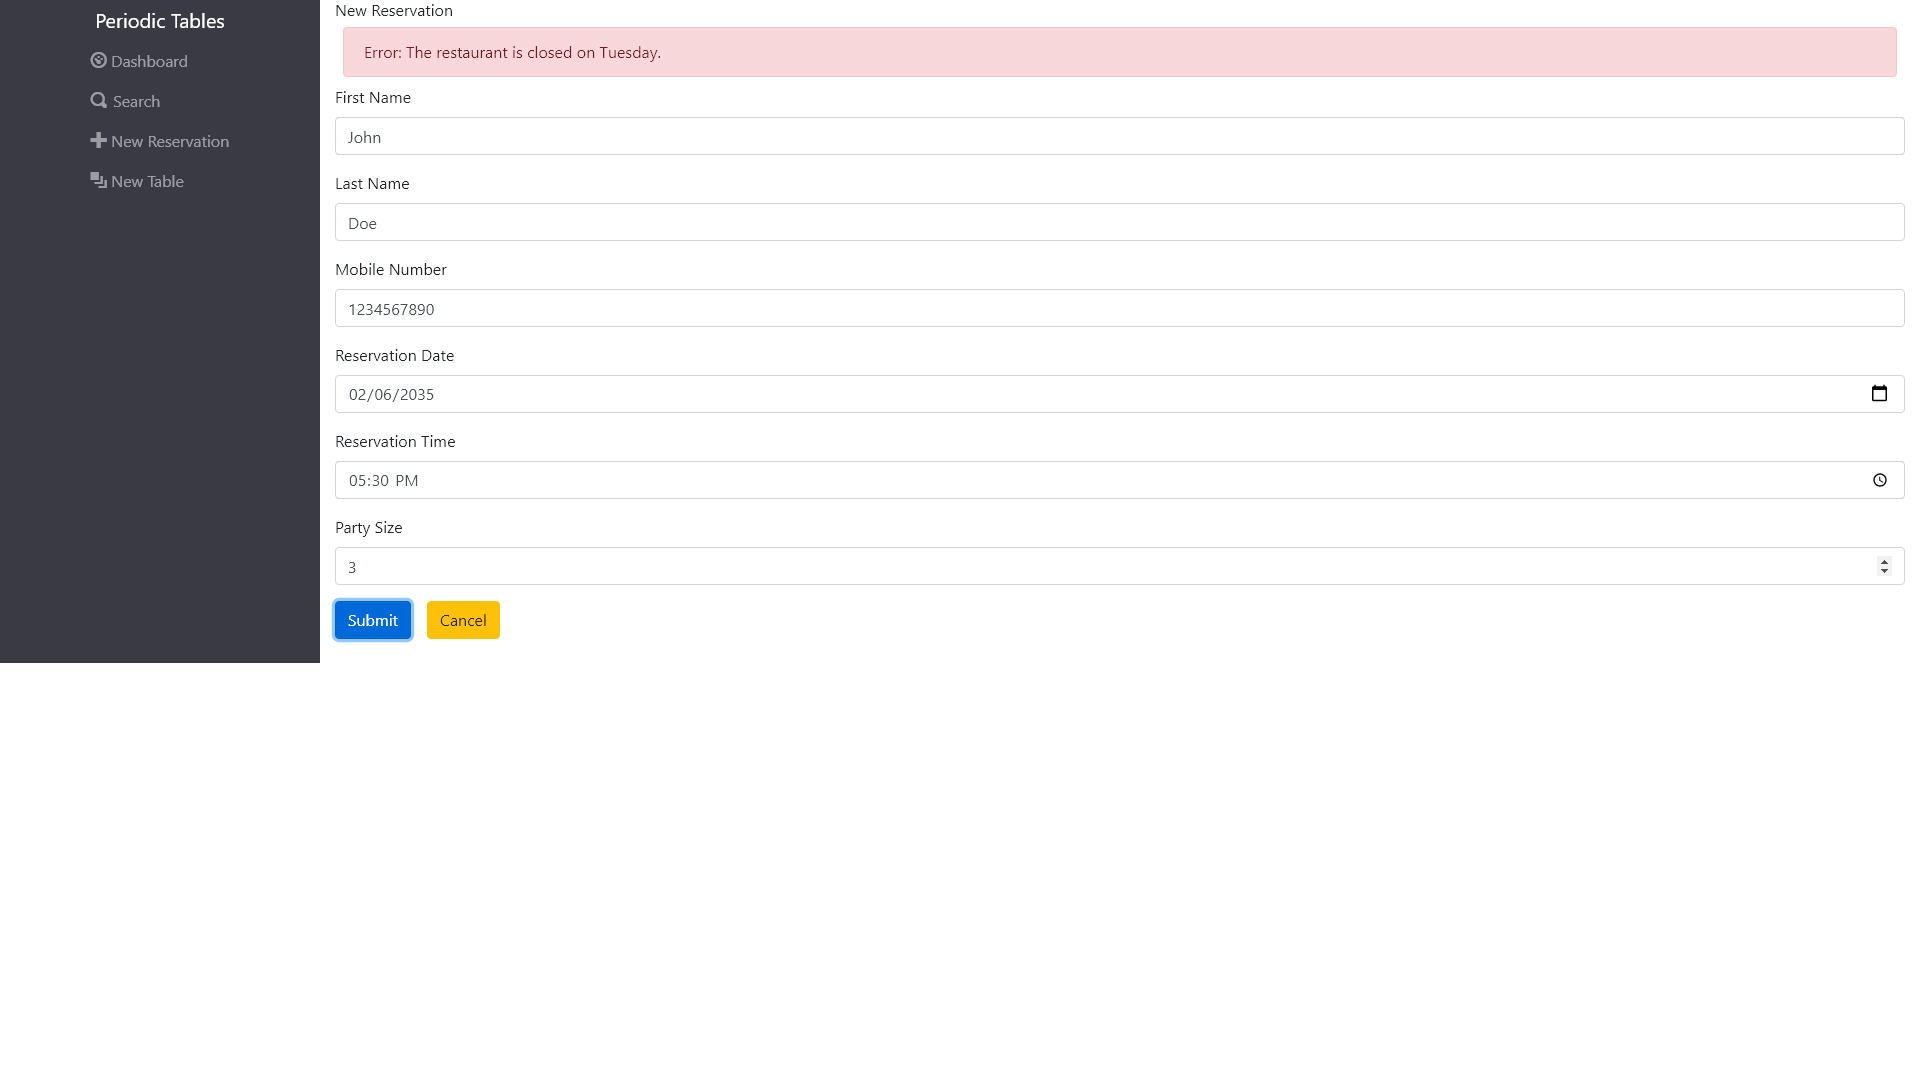 Periodic Tables
Dashboard
Search
New Reservation
New Table
New Reservation
Error: The restaurant is closed on Tuesday.
First Name
John
Last Name
Doe
Mobile Number
1234567890
Reservation Date
02/06/2035
Reservation Time
05:30 PM
Party Size
3
Submit
Cancel